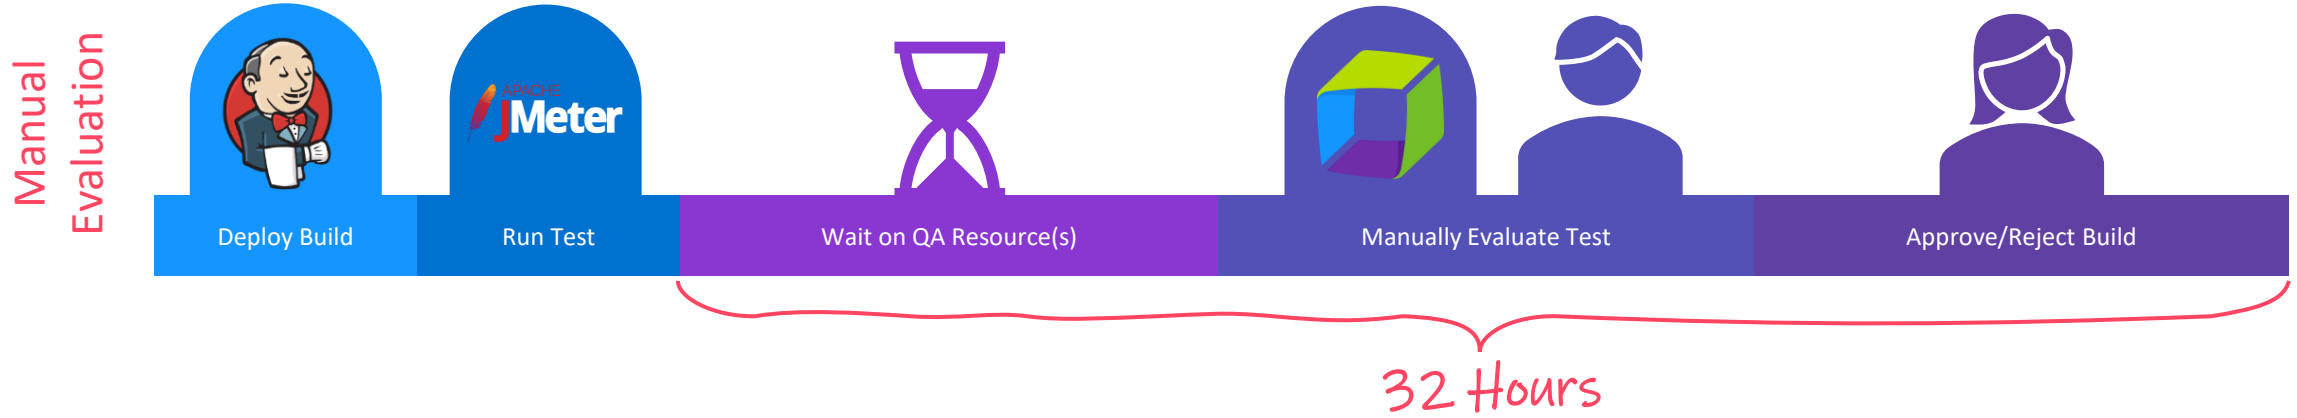 Manual
Evaluation
APACHE
JMeter
Deploy Build
Run Test
Wait on QA Resource(s)
Manually Evaluate Test
Approve/Reject Build
32 Hours